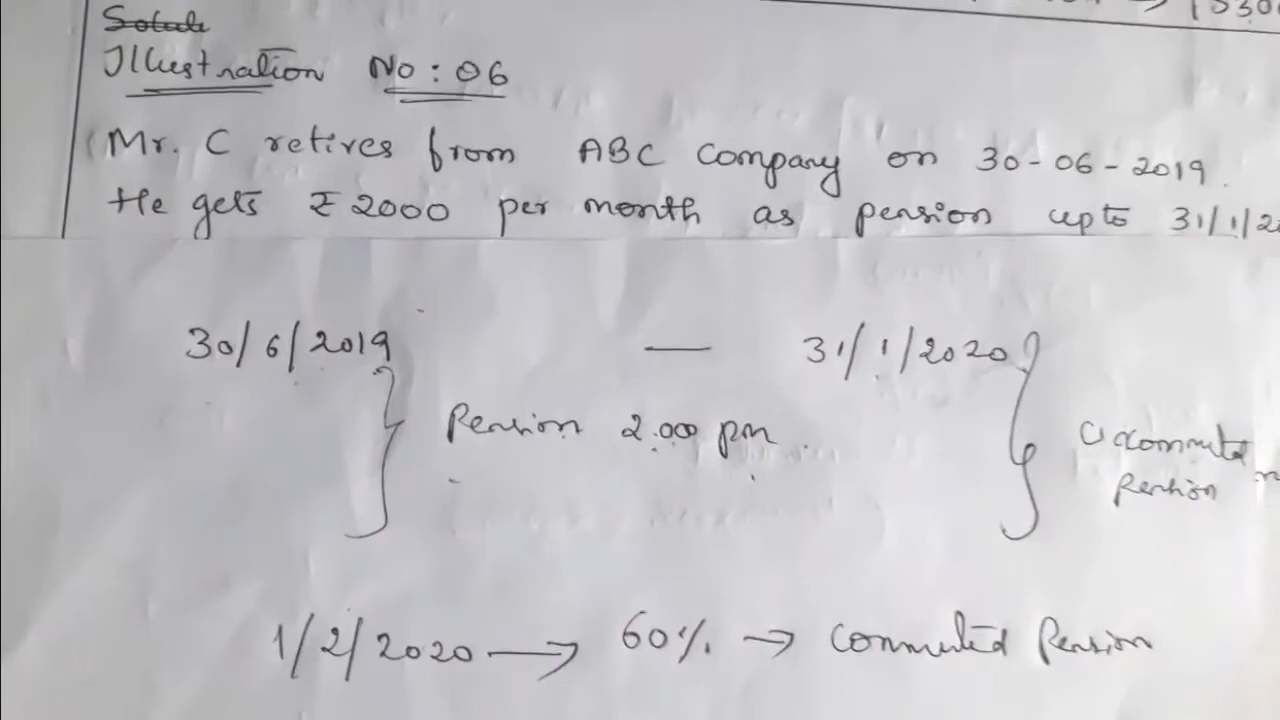 → 1530
Solut
Illustration No: 06
Mr. C retires from ABC Company on 30-06-2019.
He gets ₹ 2000 per month as pension upto 31/1/2
30/6/2019 — 31/1/2020
Pension 2000 pm.
Pension
1/2/2020 → 60% → Commuted Pension